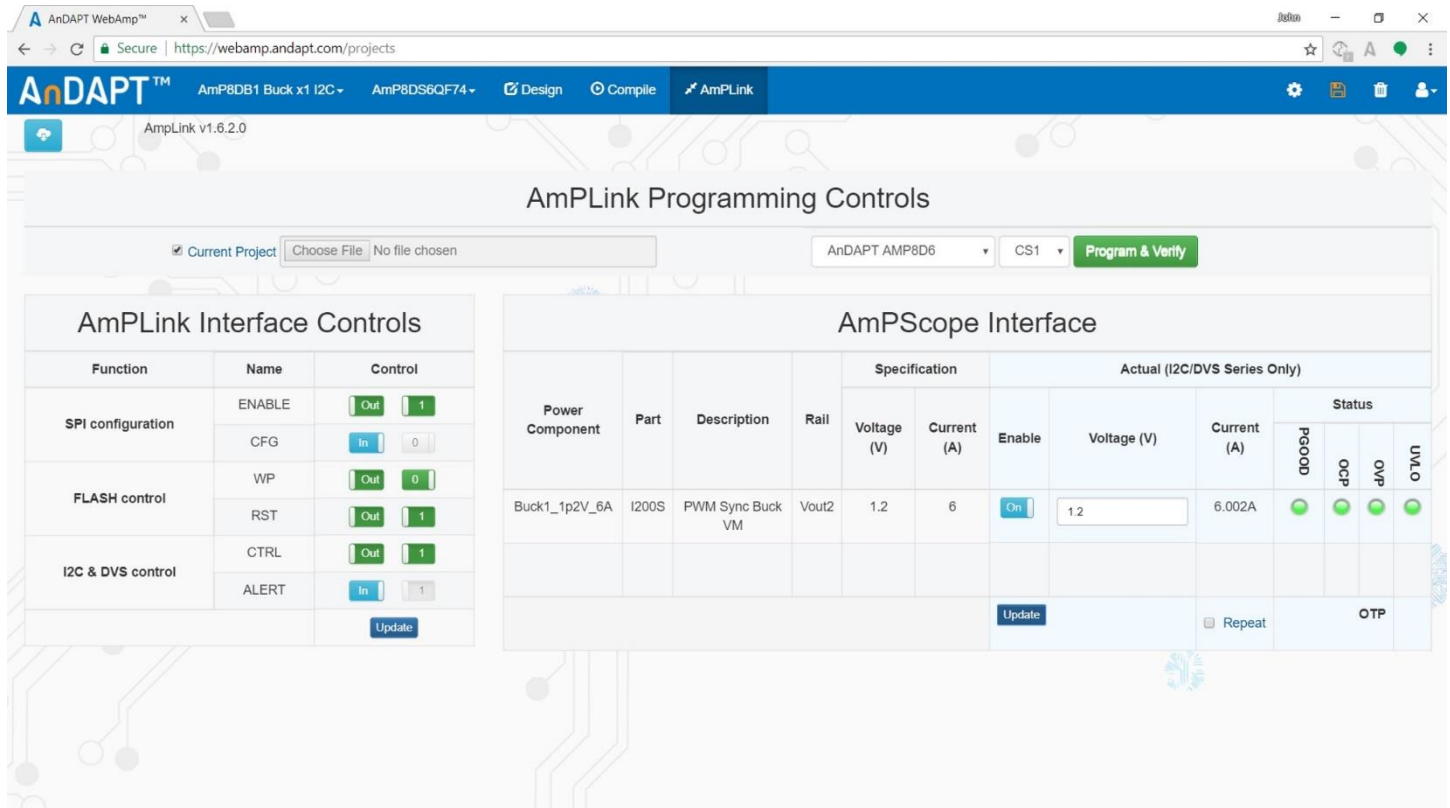 AnDAPT WebAmp™
John
Secure | https://webamp.andapt.com/projects
AnDAPT™ AmP8DB1 Buck x1 I2C AmP8DS6QF74 Design Compile AmPLink
AmpLink v1.6.2.0
AmPLink Programming Controls
Current Project Choose File No file chosen AnDAPT AMP8D6 CS1 Program & Verify
AmPLink Interface Controls
Function Name Control
SPI configuration
ENABLE Out 1
CFG In 0
FLASH control
WP Out 0
RST Out 1
I2C & DVS control
CTRL Out 1
ALERT In 1
Update
AmPScope Interface
Power Component Part Description Rail
Specification
Voltage (V) Current (A)
Actual (I2C/DVS Series Only)
Enable Voltage (V) Current (A)
Status
PGOOD OCP OVP UVLO
Buck1_1p2V_6A I200S PWM Sync Buck VM Vout2 1.2 6 On 1.2 6.002A
Update Repeat OTP